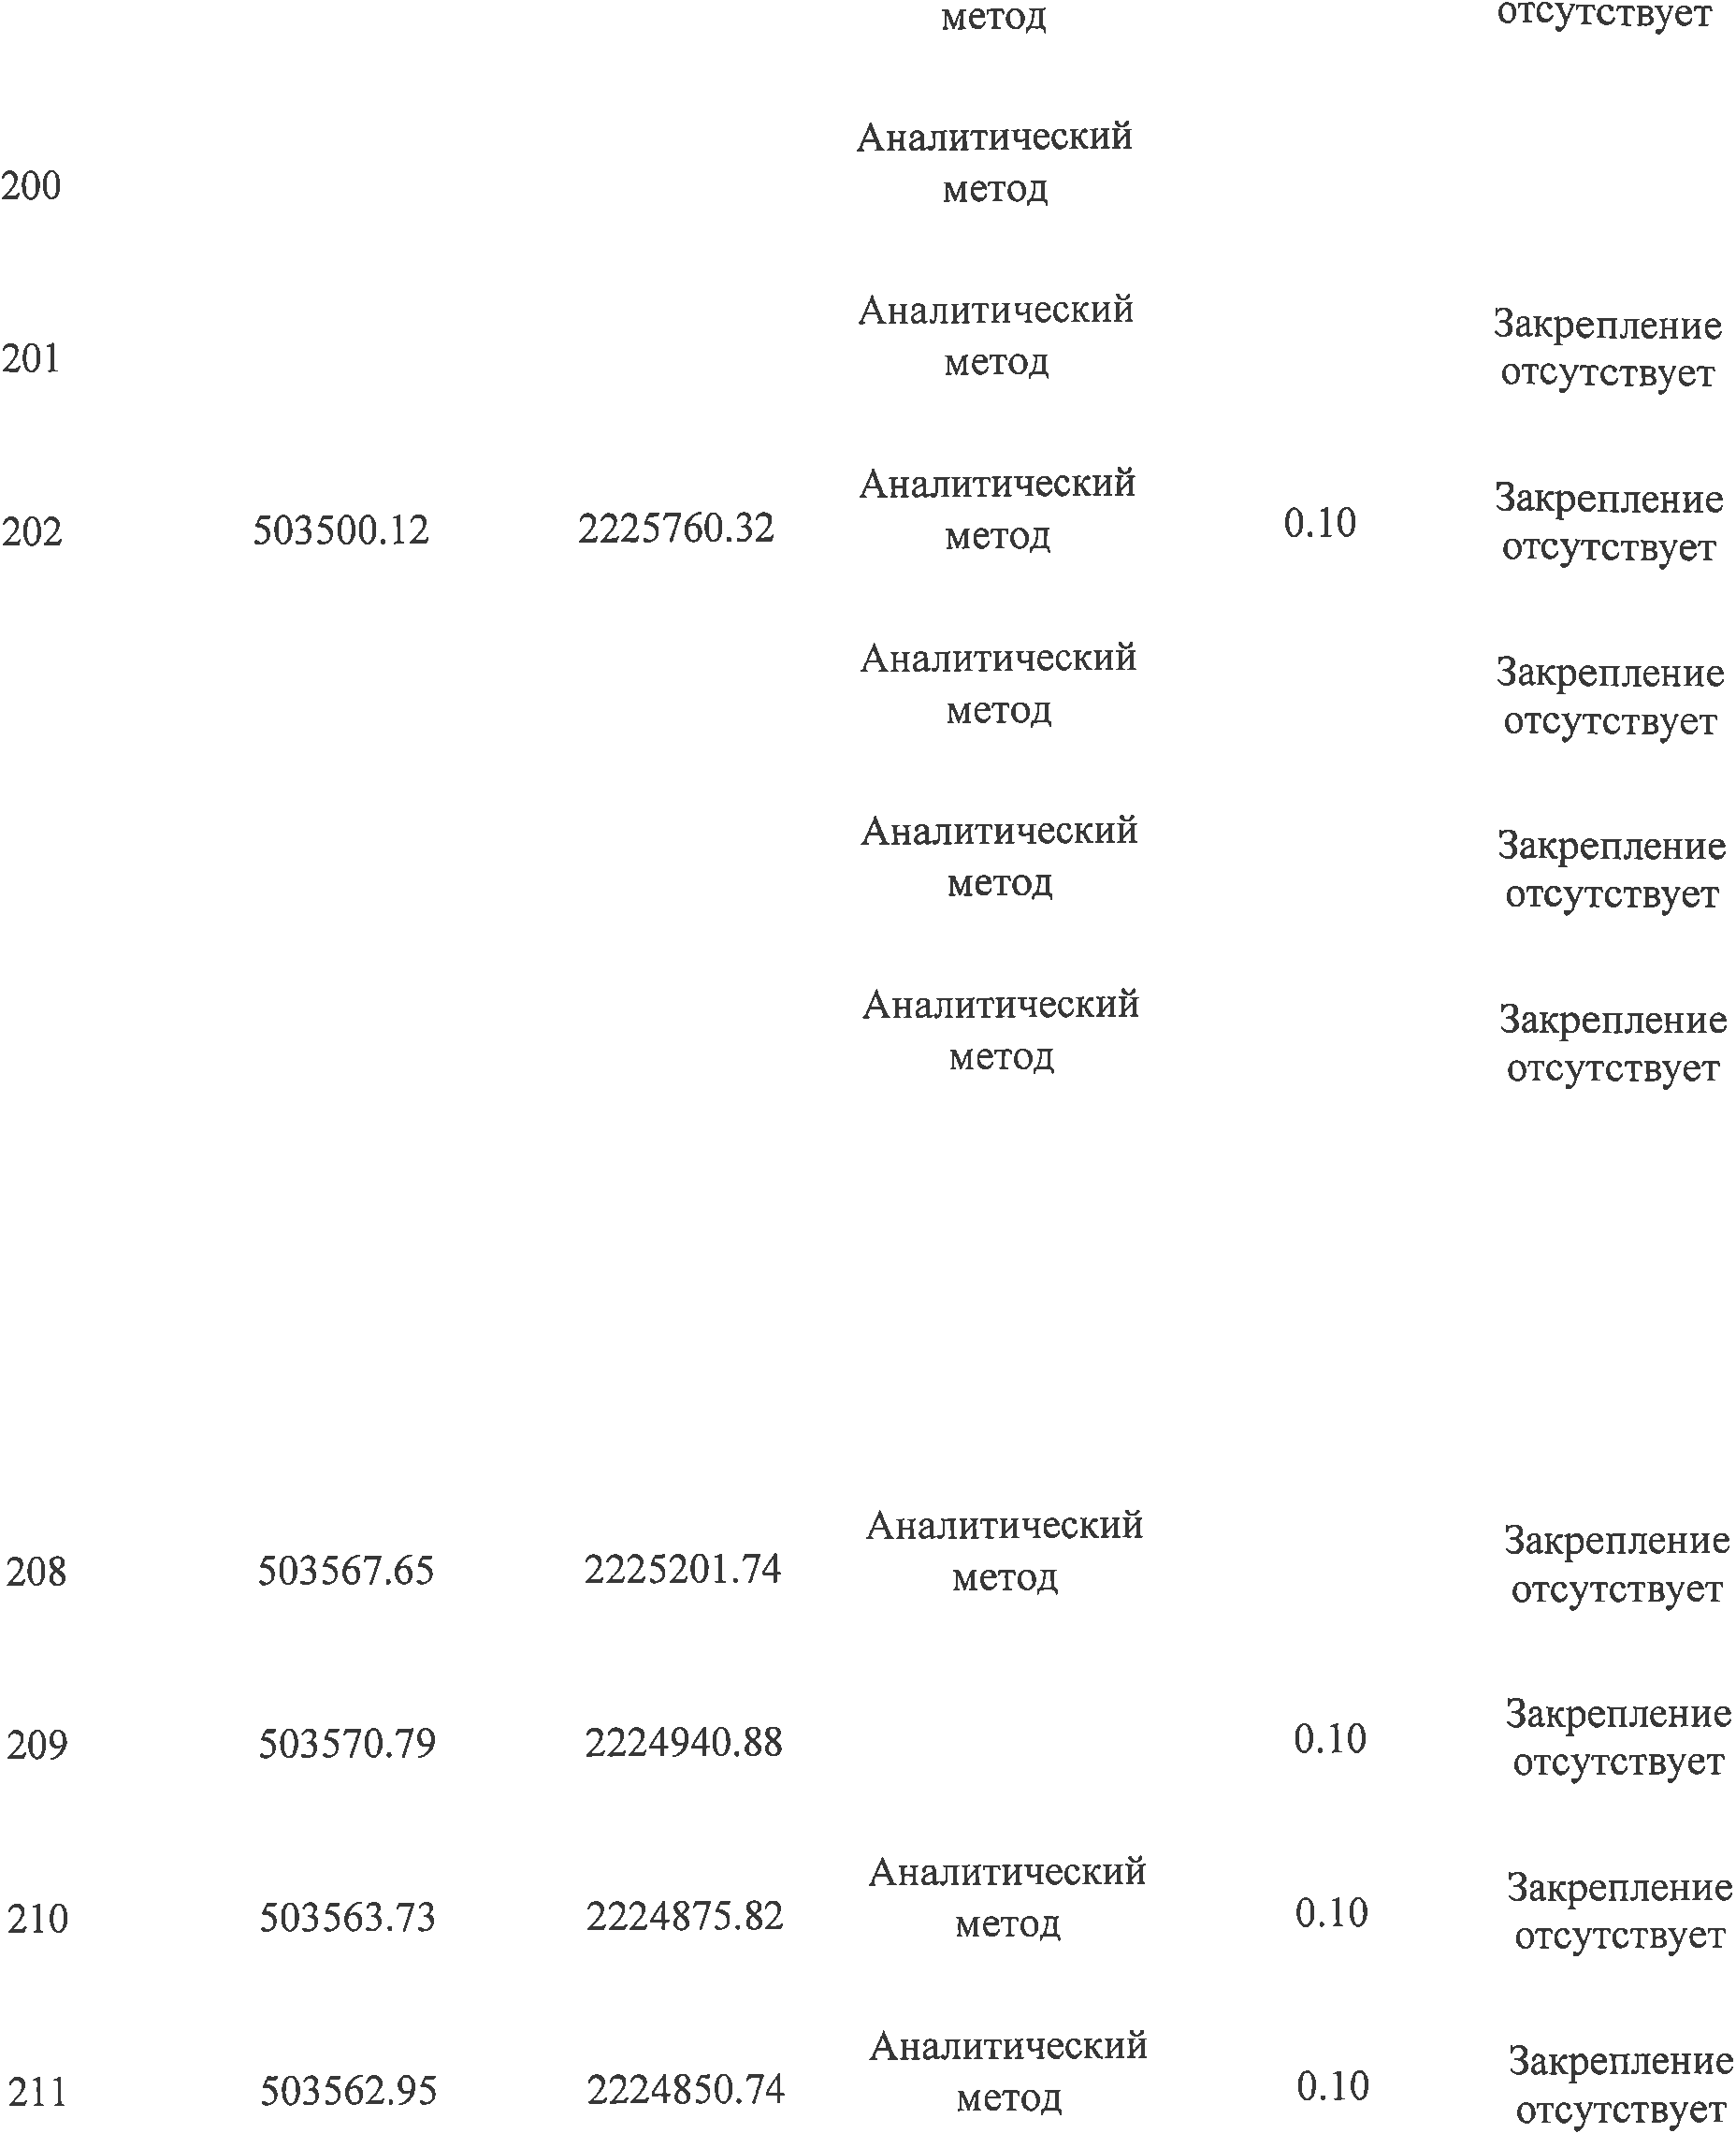 метод отсутствует
Аналитический
200 метод
Аналитический Закрепление
201 метод отсутствует
Аналитический Закрепление
202 503500.12 2225760.32 метод 0.10 отсутствует
Аналитический Закрепление
метод отсутствует
Аналитический Закрепление
метод отсутствует
Аналитический Закрепление
метод отсутствует
Аналитический Закрепление
208 503567.65 2225201.74 метод отсутствует
Закрепление
209 503570.79 2224940.88 0.10 отсутствует
Аналитический Закрепление
210 503563.73 2224875.82 метод 0.10 отсутствует
Аналитический Закрепление
211 503562.95 2224850.74 метод 0.10 отсутствует